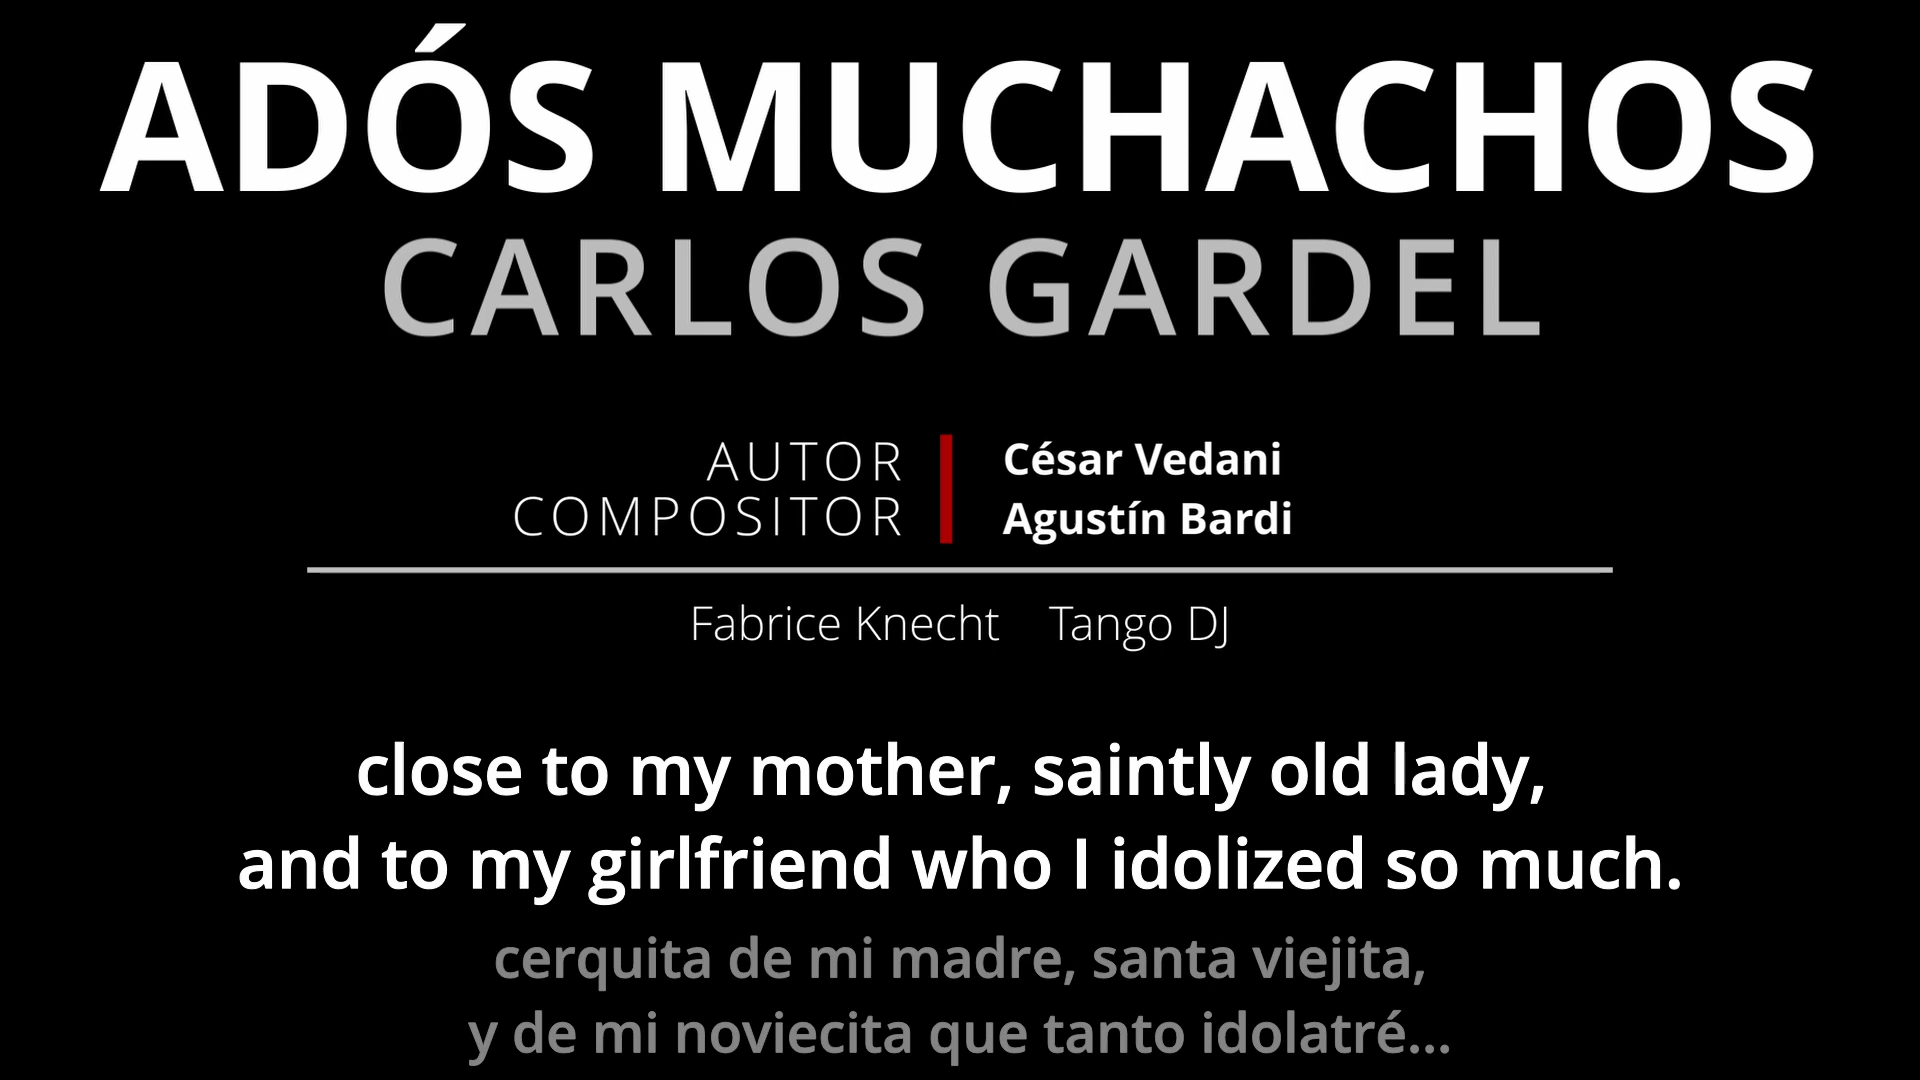 ADÓS MUCHACHOS
CARLOS GARDEL
AUTOR
COMPOSITOR
César Vedani
Agustín Bardi
Fabrice Knecht Tango DJ
close to my mother, saintly old lady,
and to my girlfriend who I idolized so much.
cerquita de mi madre, santa viejita,
y de mi noviecita que tanto idolatré...